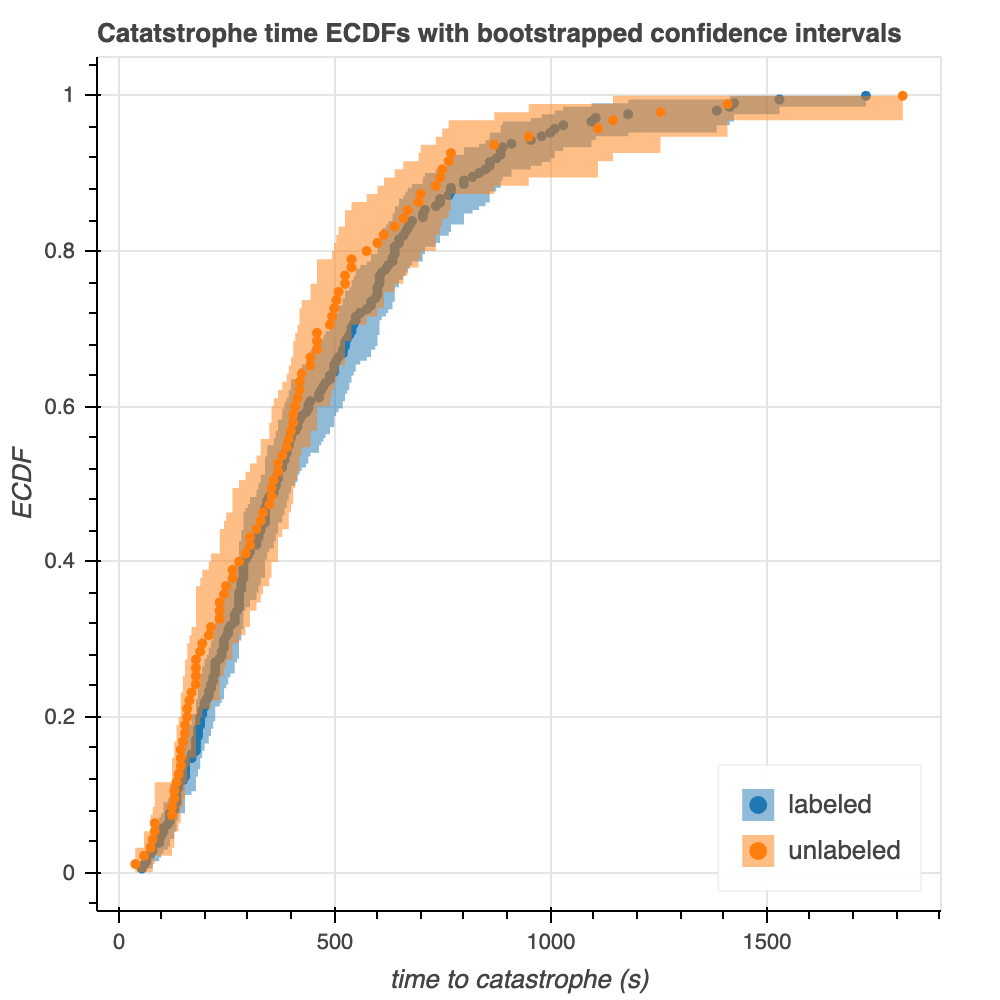 Catatstrophe time ECDFs with bootstrapped confidence intervals
1
0.8
0.6
0.4
0.2
0
ECDF
labeled
unlabeled
0 500 1000 1500
time to catastrophe (s)